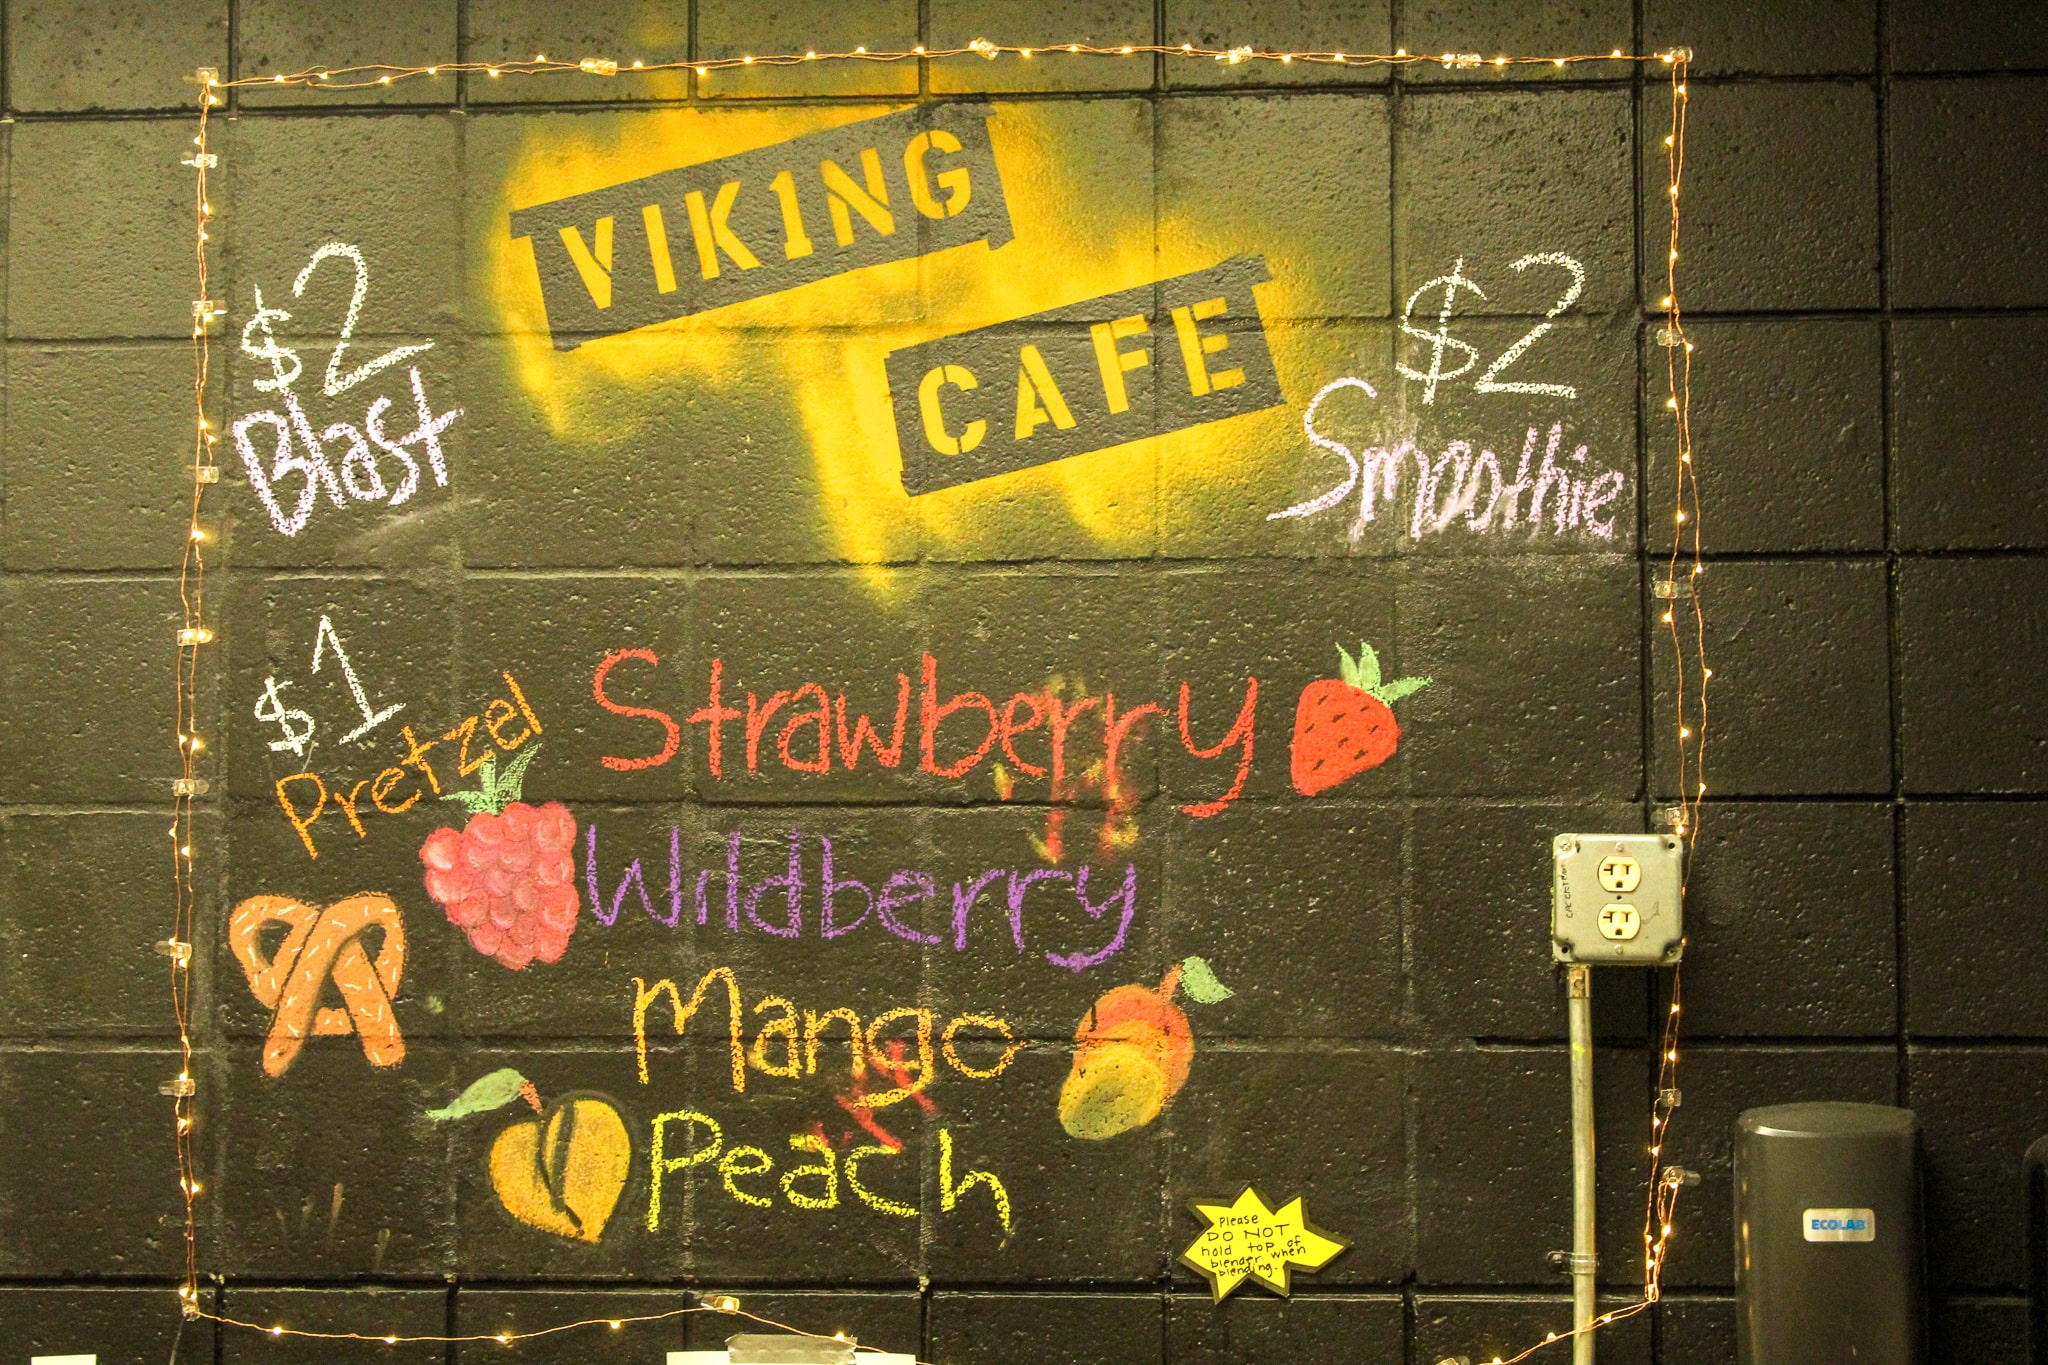 VIK1NG
CAFE
$2
Blast
$2
Smoothie
$1
Pretzel
Strawberry
Wildberry
Mango
Peach
Please
DO NOT
hold top of
blender when
blending.
ECOLAB